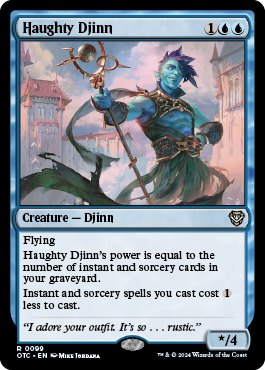 Haughty Djinn 1
Creature — Djinn
Flying
Haughty Djinn's power is equal to the
number of instant and sorcery cards in
your graveyard.
Instant and sorcery spells you cast cost 1
less to cast.
"I adore your outfit. It's so . . . rustic."
*/4
R 0099
OTC • EN Mike Jordana
™ & © 2024 Wizards of the Coast